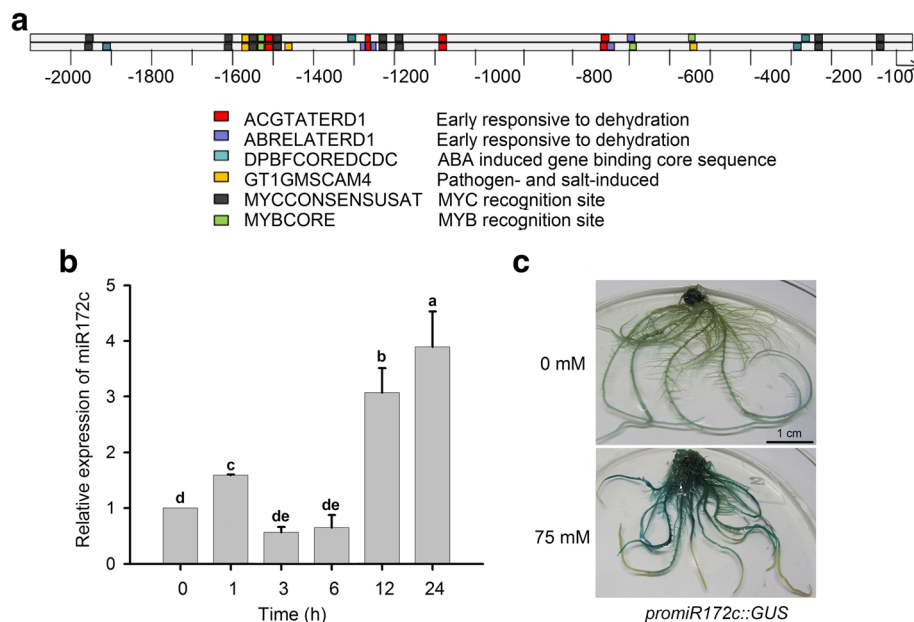 a
-2000 -1800 -1600 -1400 -1200 -1000 -800 -600 -400 -200 -100
ACGTATERD1 Early responsive to dehydration
ABRELATERD1 Early responsive to dehydration
DPBFCOREDCDC ABA induced gene binding core sequence
GT1GMSCAM4 Pathogen- and salt-induced
MYCCONSENSUSAT MYC recognition site
MYBCORE MYB recognition site
b
Relative expression of miR172c
5
4
3
2
1
0
d c de de b a
0 1 3 6 12 24
Time (h)
c
0 mM
1 cm
75 mM
promiR172c::GUS